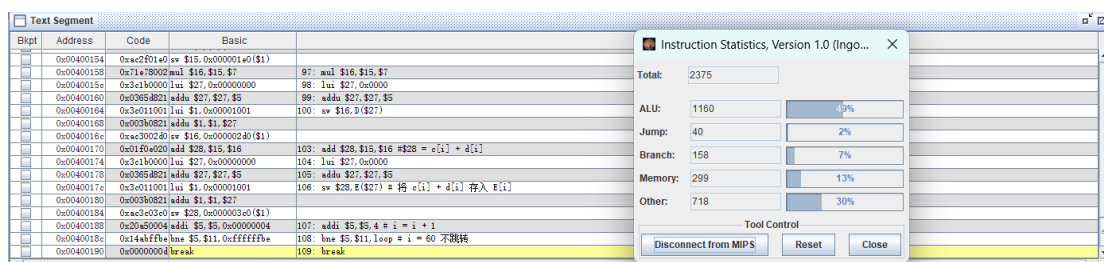 Text Segment
Bkpt Address Code Basic
0x00400154 0xac2f01e0 sw $15,0x000001e0($1)
0x00400158 0x71e78002 mul $16,$15,$7 97: mul $16,$15,$7
0x0040015c 0x3c1b0000 lui $27,0x00000000 98: lui $27,0x0000
0x00400160 0x0365d821 addu $27,$27,$5 99: addu $27,$27,$5
0x00400164 0x3c011001 lui $1,0x00001001 100: sw $16,D($27)
0x00400168 0x003b0821 addu $1,$1,$27
0x0040016c 0xac3002d0 sw $16,0x000002d0($1)
0x00400170 0x01f0e020 add $28,$15,$16 103: add $28,$15,$16 #$28 = c[i] + d[i]
0x00400174 0x3c1b0000 lui $27,0x00000000 104: lui $27,0x0000
0x00400178 0x0365d821 addu $27,$27,$5 105: addu $27,$27,$5
0x0040017c 0x3c011001 lui $1,0x00001001 106: sw $28,E($27) # 将 c[i] + d[i] 存入 E[i]
0x00400180 0x003b0821 addu $1,$1,$27
0x00400184 0xac3c03c0 sw $28,0x000003c0($1)
0x00400188 0x20a50004 addi $5,$5,0x00000004 107: addi $5,$5,4 # i = i + 1
0x0040018c 0x14abffbe bne $5,$11,0xffffffbe 108: bne $5,$11,loop # i = 60 不跳转
0x00400190 0x0000000d break 109: break
Instruction Statistics, Version 1.0 (Ingo...
Total: 2375
ALU: 1160 49%
Jump: 40 2%
Branch: 158 7%
Memory: 299 13%
Other: 718 30%
Tool Control
Disconnect from MIPS Reset Close